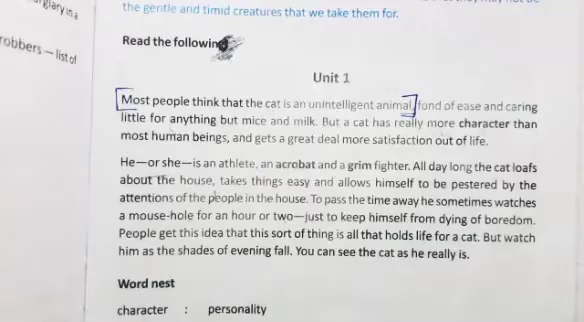 the gentle and timid creatures that we take them for.
glary in a
robbers — list of
Read the following
Unit 1
Most people think that the cat is an unintelligent animal, fond of ease and caring
little for anything but mice and milk. But a cat has really more character than
most human beings, and gets a great deal more satisfaction out of life.
He—or she—is an athlete, an acrobat and a grim fighter. All day long the cat loafs
about the house, takes things easy and allows himself to be pestered by the
attentions of the people in the house. To pass the time away he sometimes watches
a mouse-hole for an hour or two—just to keep himself from dying of boredom.
People get this idea that this sort of thing is all that holds life for a cat. But watch
him as the shades of evening fall. You can see the cat as he really is.
Word nest
character : personality